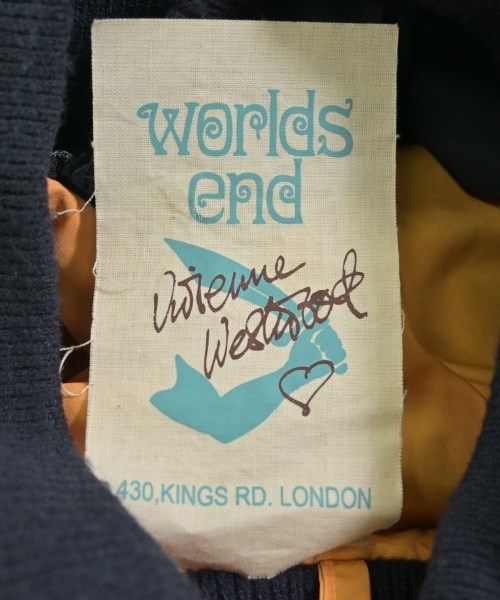 worlds
end
Vivienne
Westwood
430,KINGS RD. LONDON